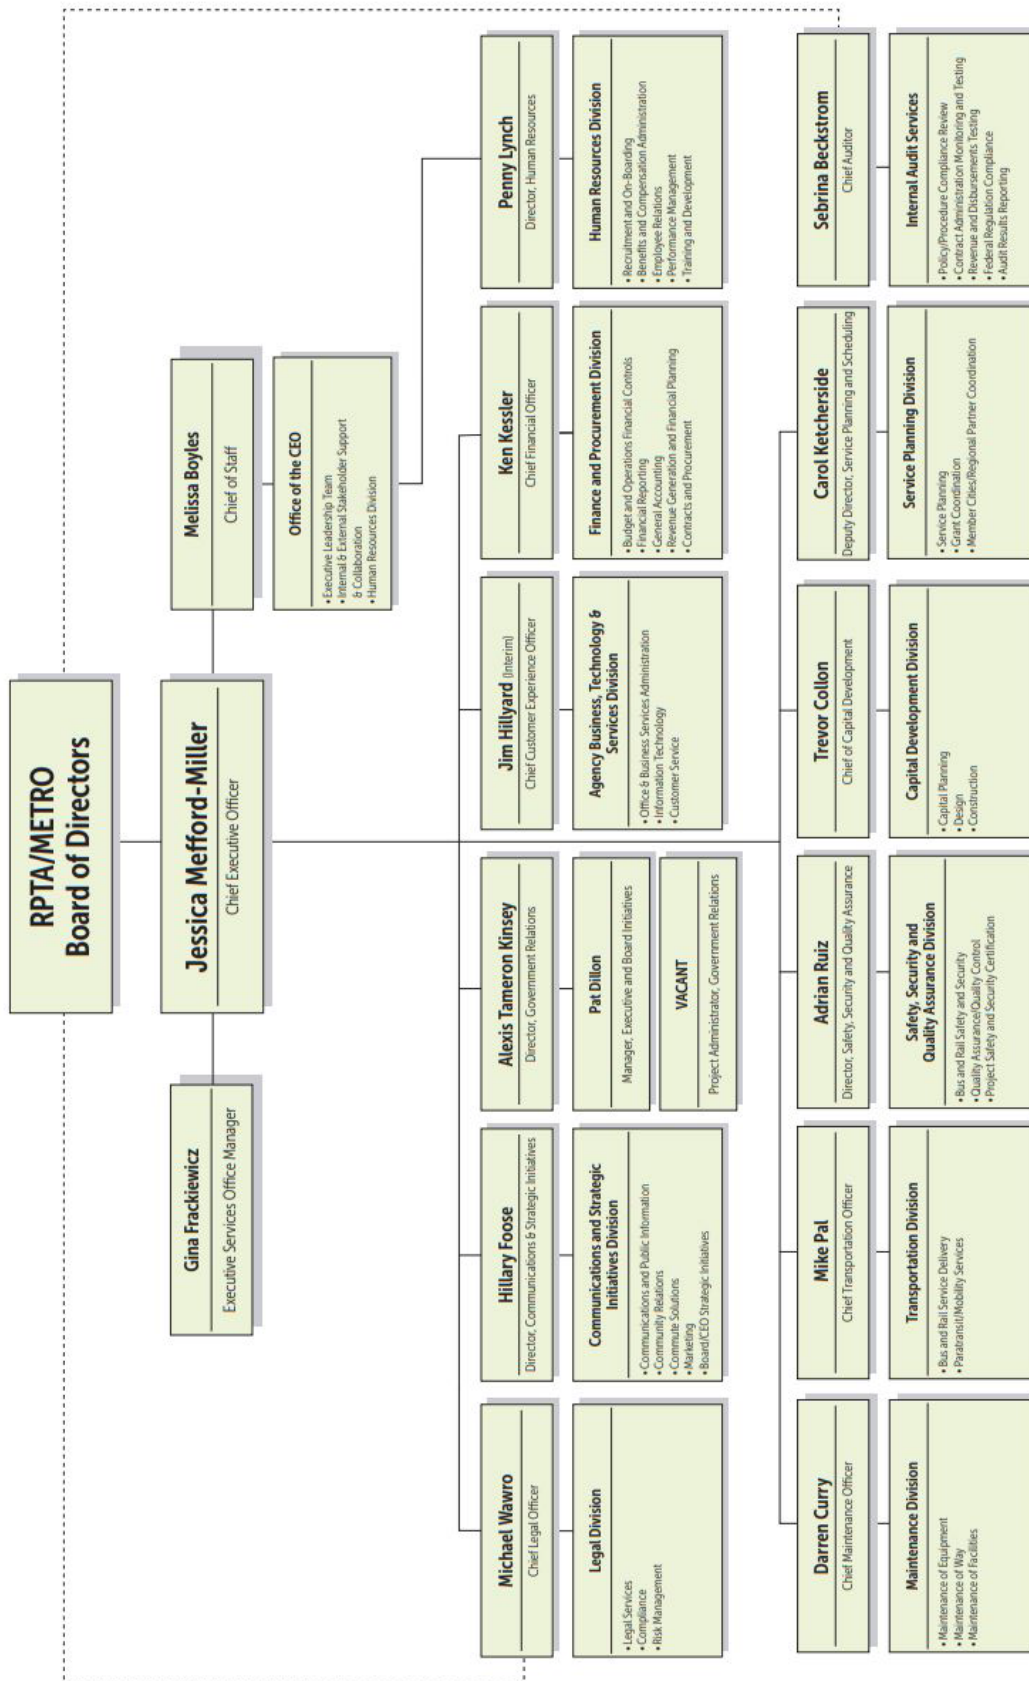 RPTA/METRO
Board of Directors
Jessica Mefford-Miller
Chief Executive Officer
Gina Frackiewicz
Executive Services Office Manager
Melissa Boyles
Chief of Staff
Office of the CEO
• Executive Leadership Team
• Internal & External Stakeholder Support
& Collaboration
• Human Resources Division
Michael Wawro
Chief Legal Officer
Legal Division
• Legal Services
• Compliance
• Risk Management
Hillary Foose
Director, Communications & Strategic Initiatives
Communications and Strategic
Initiatives Division
• Communications and Public Information
• Community Relations
• Commute Solutions
• Marketing
• Board/CEO Strategic Initiatives
Alexis Tameron Kinsey
Director, Government Relations
Pat Dillon
Manager, Executive and Board Initiatives
VACANT
Project Administrator, Government Relations
Jim Hillyard (Interim)
Chief Customer Experience Officer
Agency Business, Technology &
Services Division
• Office & Business Services Administration
• Information Technology
• Customer Service
Ken Kessler
Chief Financial Officer
Finance and Procurement Division
• Budget and Operations Financial Controls
• Financial Reporting
• General Accounting
• Revenue Generation and Financial Planning
• Contracts and Procurement
Penny Lynch
Director, Human Resources
Human Resources Division
• Recruitment and On-Boarding
• Benefits and Compensation Administration
• Employee Relations
• Performance Management
• Training and Development
Darren Curry
Chief Maintenance Officer
Maintenance Division
• Maintenance of Equipment
• Maintenance of Way
• Maintenance of Facilities
Mike Pal
Chief Transportation Officer
Transportation Division
• Bus and Rail Service Delivery
• Paratransit/Mobility Services
Adrian Ruiz
Director, Safety, Security and Quality Assurance
Safety, Security and
Quality Assurance Division
• Bus and Rail Safety and Security
• Quality Assurance/Quality Control
• Project Safety and Security Certification
Trevor Collon
Chief of Capital Development
Capital Development Division
• Capital Planning
• Design
• Construction
Carol Ketcherside
Deputy Director, Service Planning and Scheduling
Service Planning Division
• Service Planning
• Grant Coordination
• Member Cities/Regional Partner Coordination
Sebrina Beckstrom
Chief Auditor
Internal Audit Services
• Policy/Procedure Compliance Review
• Contract Administration Monitoring and Testing
• Revenue and Disbursements Testing
• Federal Regulation Compliance
• Audit Results Reporting